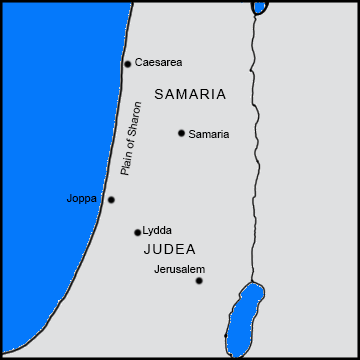 Caesarea
SAMARIA
Plain of Sharon
Samaria
Joppa
Lydda
JUDEA
Jerusalem